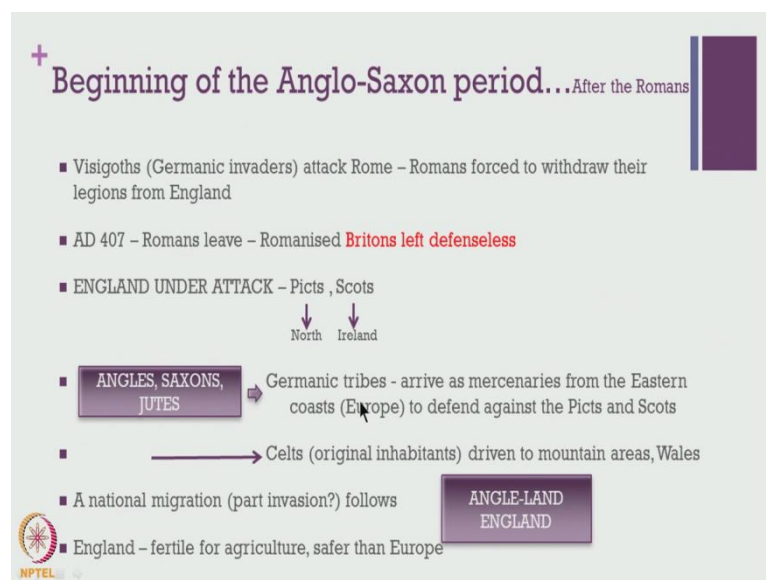 +
Beginning of the Anglo-Saxon period...After the Romans
Visigoths (Germanic invaders) attack Rome – Romans forced to withdraw their
legions from England
AD 407 – Romans leave – Romanised Britons left defenseless
ENGLAND UNDER ATTACK – Picts , Scots
North Ireland
ANGLES, SAXONS,
JUTES
Germanic tribes - arrive as mercenaries from the Eastern
coasts (Europe) to defend against the Picts and Scots
Celts (original inhabitants) driven to mountain areas, Wales
A national migration (part invasion?) follows
ANGLE-LAND
ENGLAND
England – fertile for agriculture, safer than Europe
NPTEL